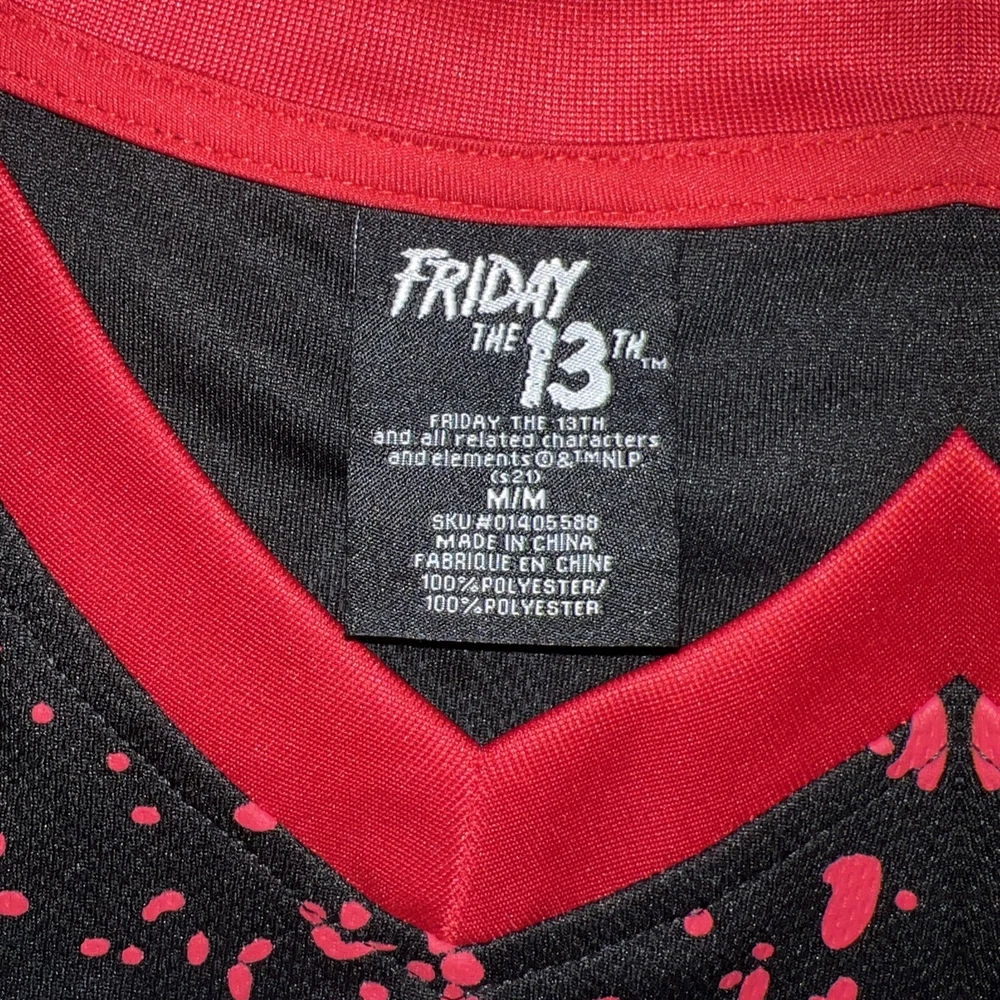 FRIDAY
THE 13TH™
FRIDAY THE 13TH
and all related characters
and elements © & ™ NLP.
(s21)
M/M
SKU#01405588
MADE IN CHINA
FABRIQUE EN CHINE
100%POLYESTER/
100%POLYESTER